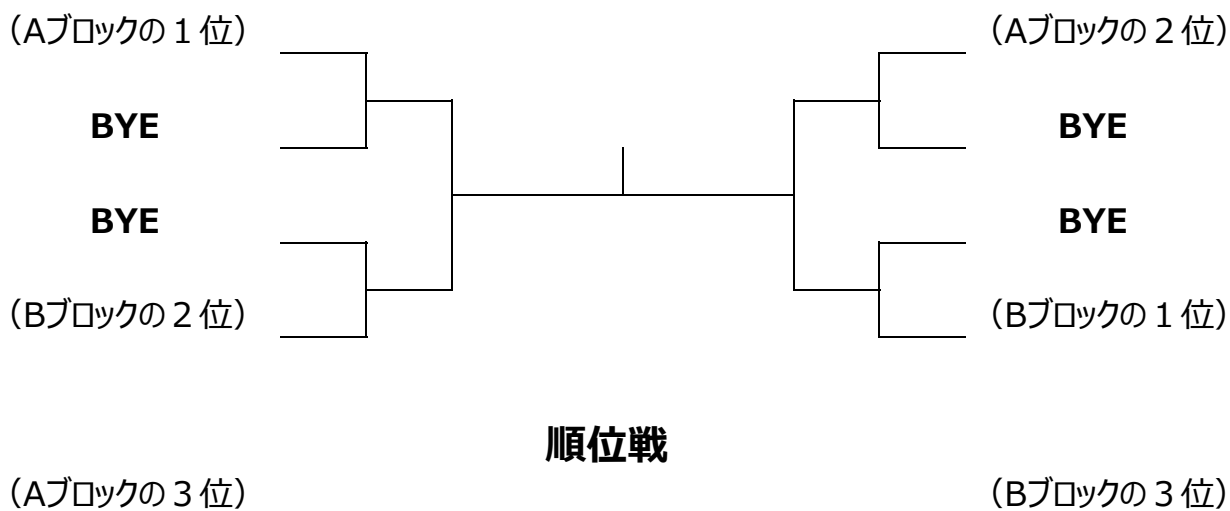 （Aブロックの１位）
（Aブロックの２位）
BYE
BYE
BYE
BYE
（Bブロックの２位）
（Bブロックの１位）
順位戦
（Aブロックの３位）
（Bブロックの３位）